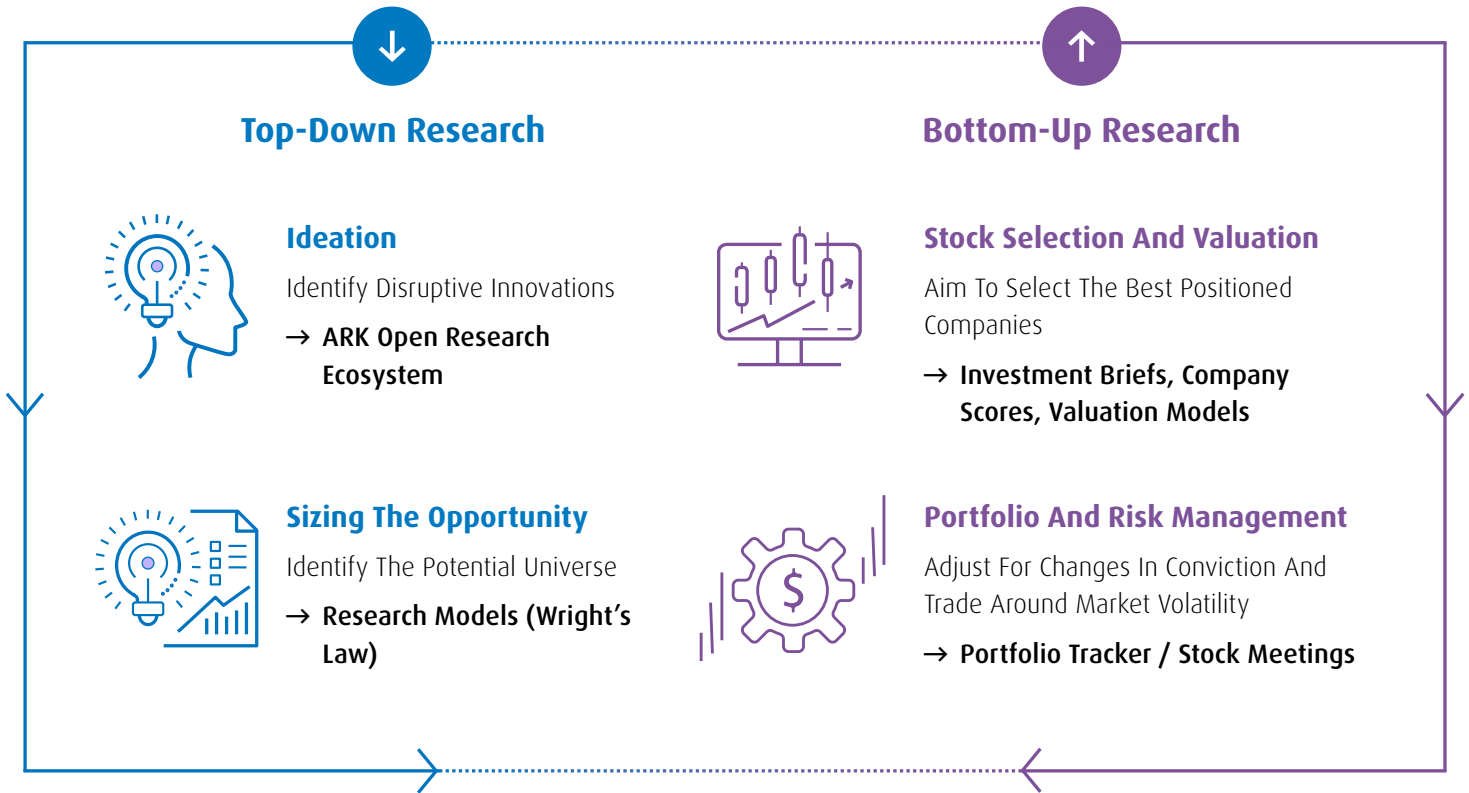 Top-Down Research
Ideation
Identify Disruptive Innovations
→ ARK Open Research
Ecosystem
Sizing The Opportunity
Identify The Potential Universe
→ Research Models (Wright’s
Law)
Bottom-Up Research
Stock Selection And Valuation
Aim To Select The Best Positioned
Companies
→ Investment Briefs, Company
Scores, Valuation Models
$
Portfolio And Risk Management
Adjust For Changes In Conviction And
Trade Around Market Volatility
→ Portfolio Tracker / Stock Meetings